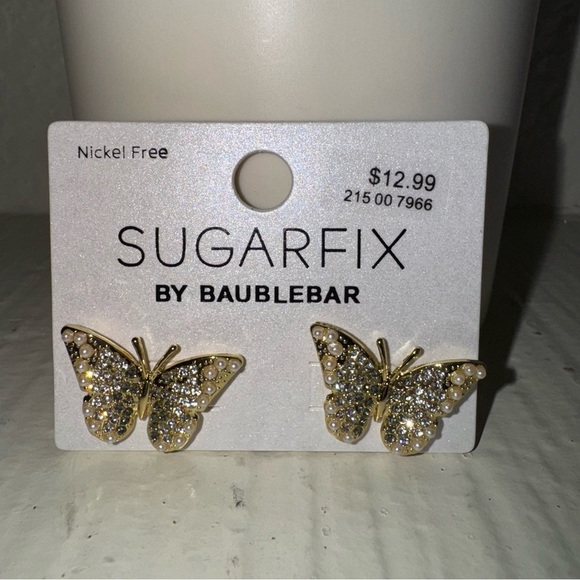 Nickel Free
$12.99
215 00 7966
SUGARFIX
BY BAUBLEBAR